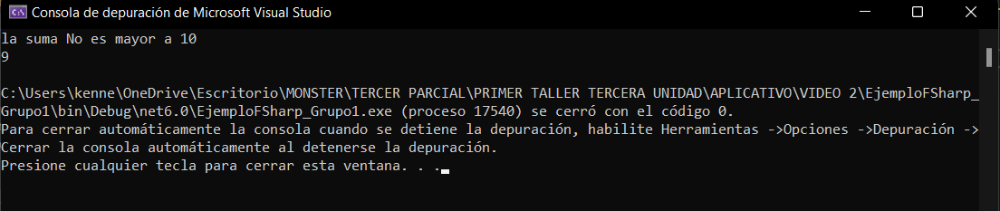 Consola de depuración de Microsoft Visual Studio
la suma No es mayor a 10
9
C:\Users\kenne\OneDrive\Escritorio\MONSTER\TERCER PARCIAL\PRIMER TALLER TERCERA UNIDAD\APLICATIVO\VIDEO 2\EjemploFSharp_
Grupo1\bin\Debug\net6.0\EjemploFSharp_Grupo1.exe (proceso 17540) se cerró con el código 0.
Para cerrar automáticamente la consola cuando se detiene la depuración, habilite Herramientas ->Opciones ->Depuración ->
Cerrar la consola automáticamente al detenerse la depuración.
Presione cualquier tecla para cerrar esta ventana. . .